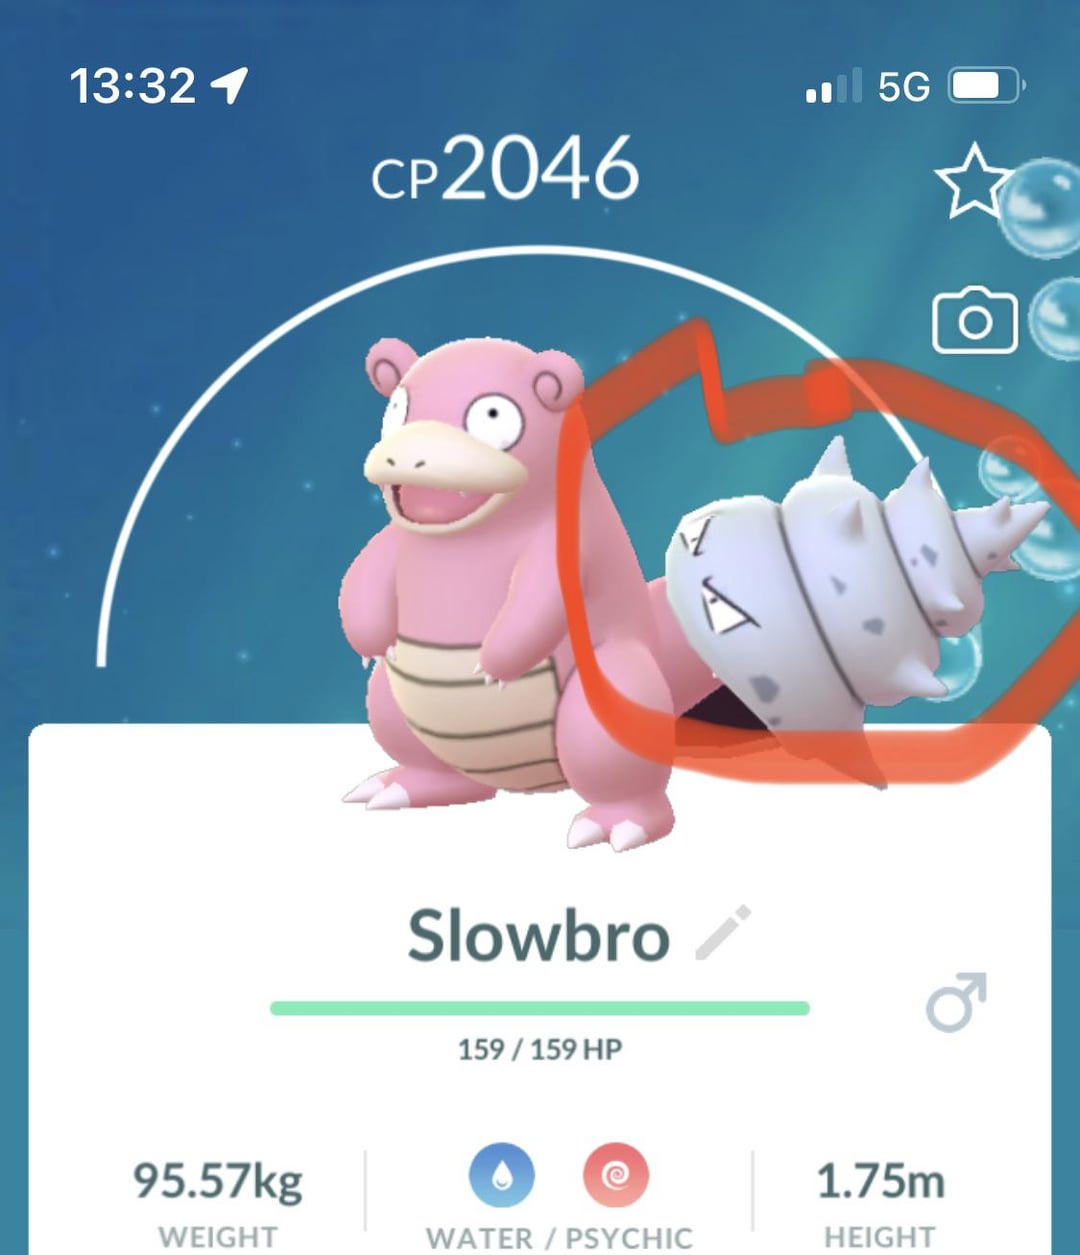 13:32 5G
CP2046
Slowbro
159 / 159 HP
95.57kg 1.75m
WEIGHT WATER / PSYCHIC HEIGHT